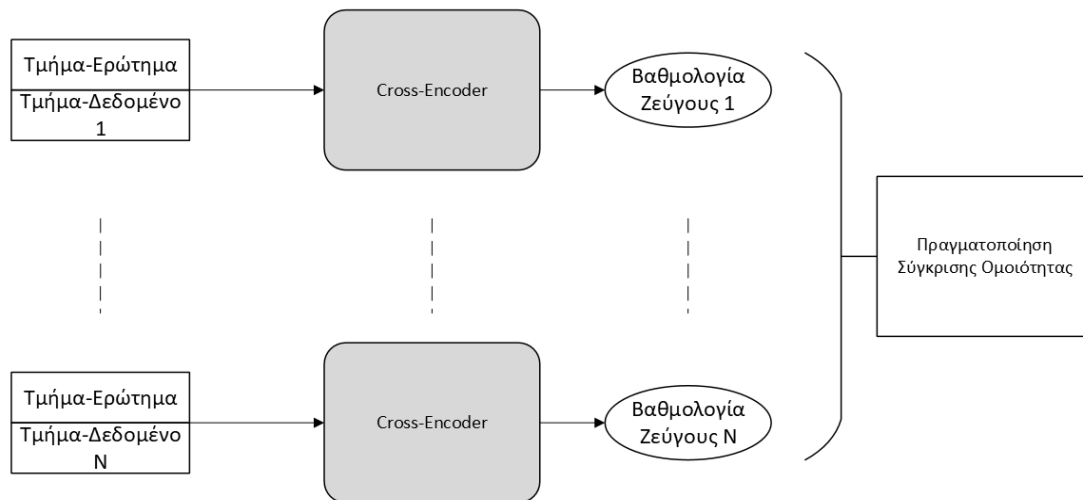 Τμήμα-Ερώτημα
Τμήμα-Δεδομένο
1
Cross-Encoder
Βαθμολογία
Ζεύγους 1
Πραγματοποίηση
Σύγκρισης Ομοιότητας
Τμήμα-Ερώτημα
Τμήμα-Δεδομένο
N
Cross-Encoder
Βαθμολογία
Ζεύγους N